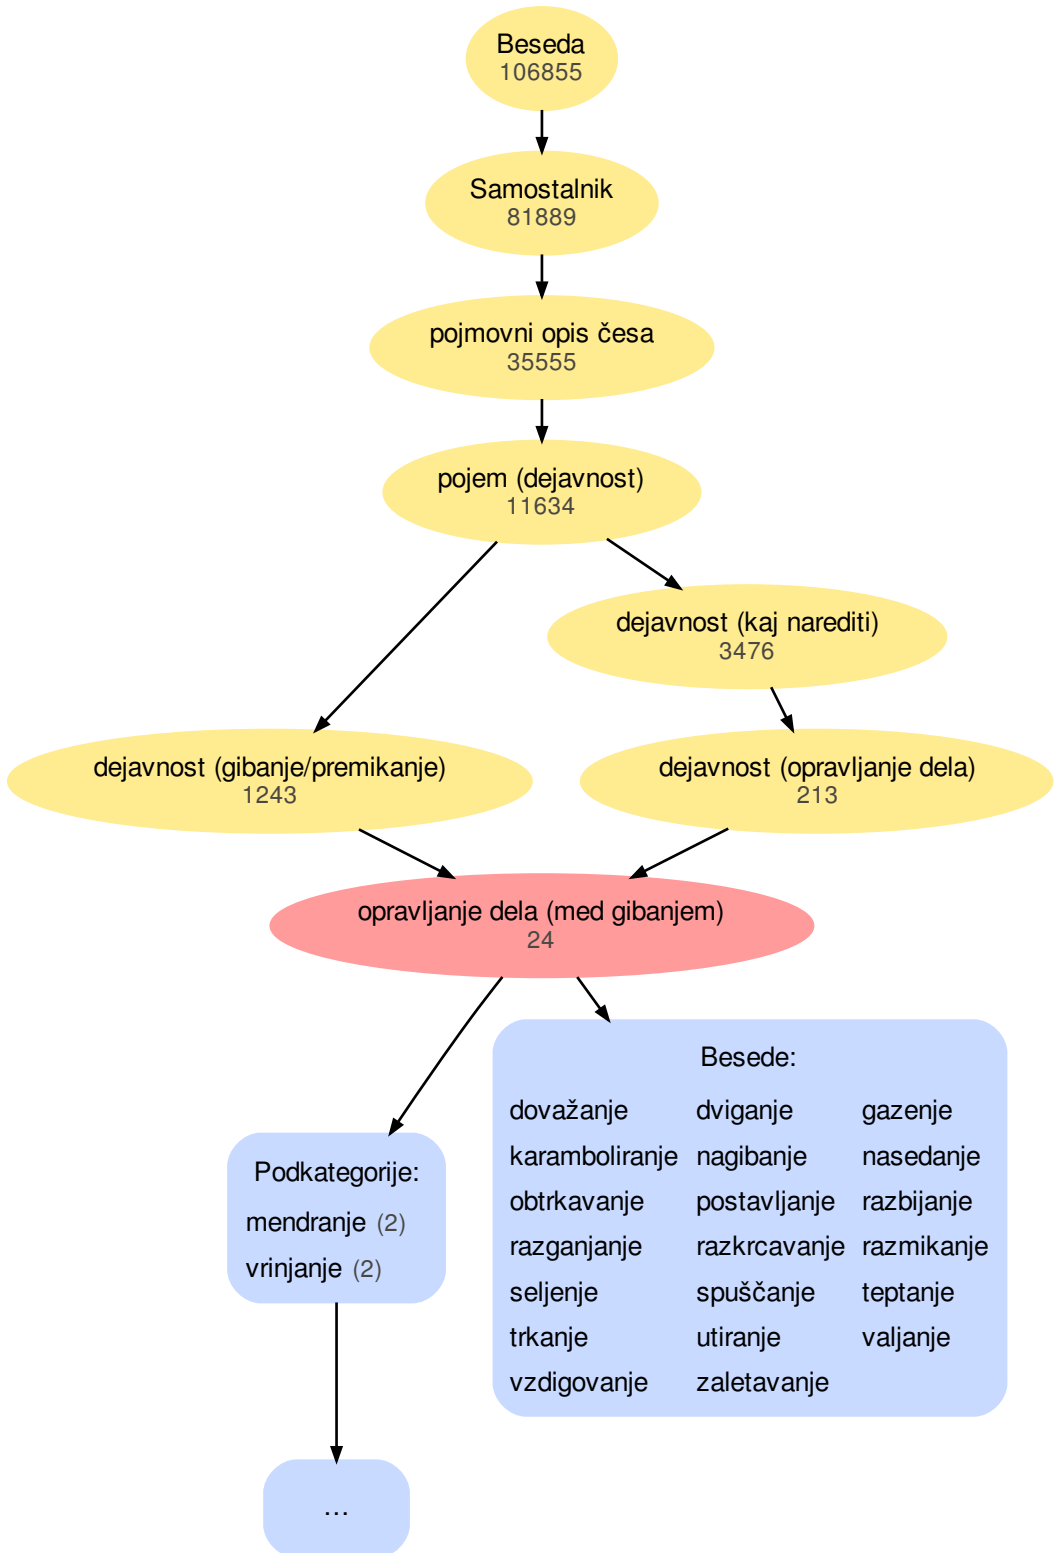 Beseda
106855
Samostalnik
81889
pojmovni opis česa
35555
pojem (dejavnost)
11634
dejavnost (kaj narediti)
3476
dejavnost (gibanje/premikanje)
1243
dejavnost (opravljanje dela)
213
opravljanje dela (med gibanjem)
24
Besede:
dovažanje dviganje gazenje
karamboliranje nagibanje nasedanje
obtrkavanje postavljanje razbijanje
razganjanje razkrcavanje razmikanje
seljenje spuščanje teptanje
trkanje utiranje valjanje
vzdigovanje zaletavanje
Podkategorije:
mendranje (2)
vrinjanje (2)
...